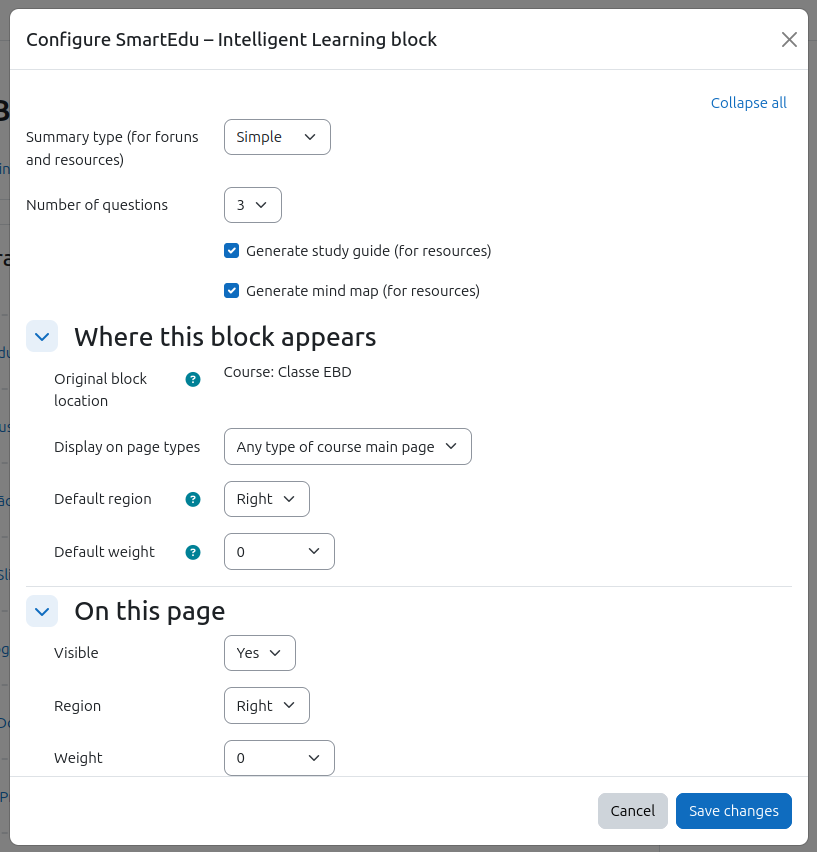 Configure SmartEdu – Intelligent Learning block
Collapse all
Summary type (for foruns
and resources)
Simple
Number of questions
3
Generate study guide (for resources)
Generate mind map (for resources)
Where this block appears
Original block
location
?
Course: Classe EBD
Display on page types
Any type of course main page
Default region
?
Right
Default weight
?
0
On this page
Visible
Yes
Region
Right
Weight
0
Cancel
Save changes